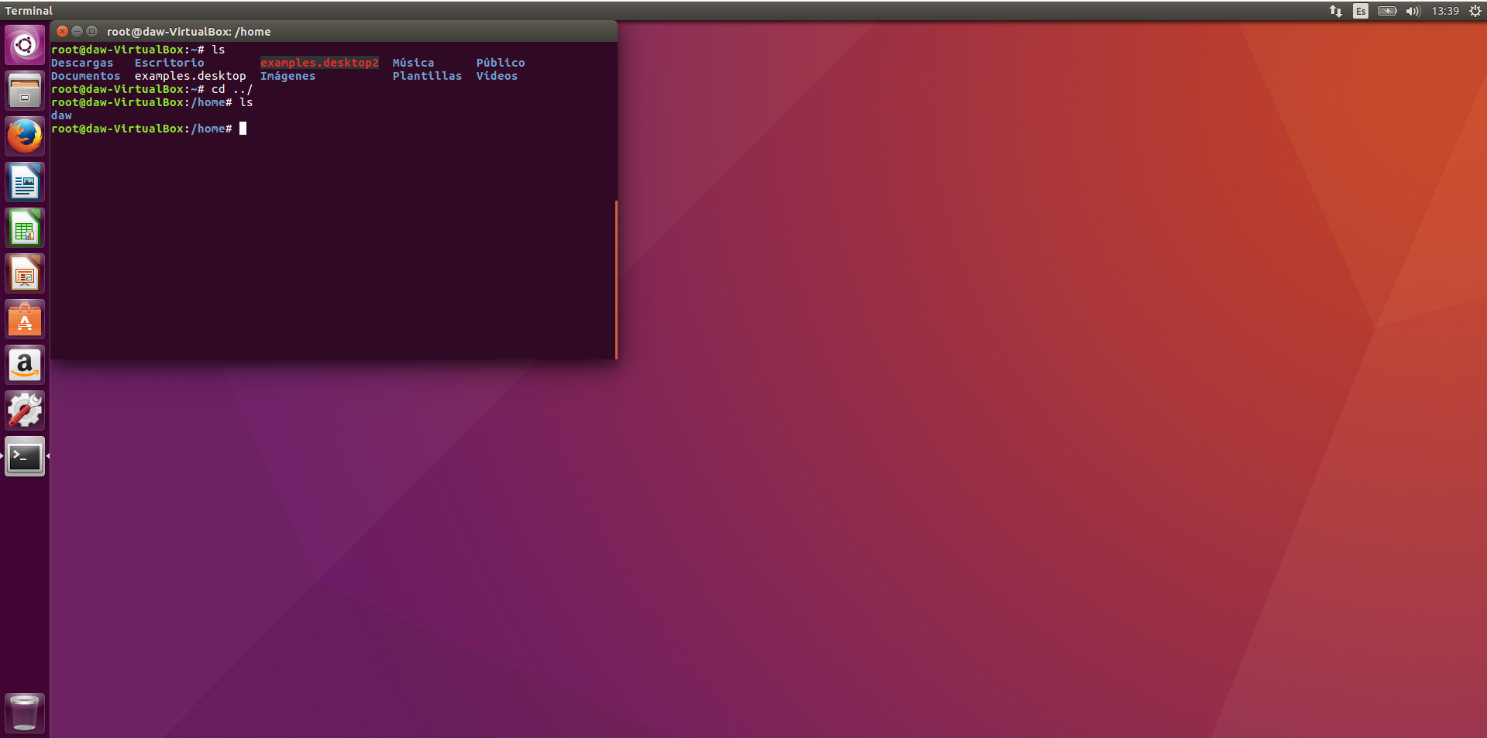 Terminal
Es
13:39
root@daw-VirtualBox: /home
root@daw-VirtualBox:~# ls
Descargas Escritorio examples.desktop2 Música Público
Documentos examples.desktop Imágenes Plantillas Vídeos
root@daw-VirtualBox:~# cd ../
root@daw-VirtualBox:/home# ls
daw
root@daw-VirtualBox:/home#